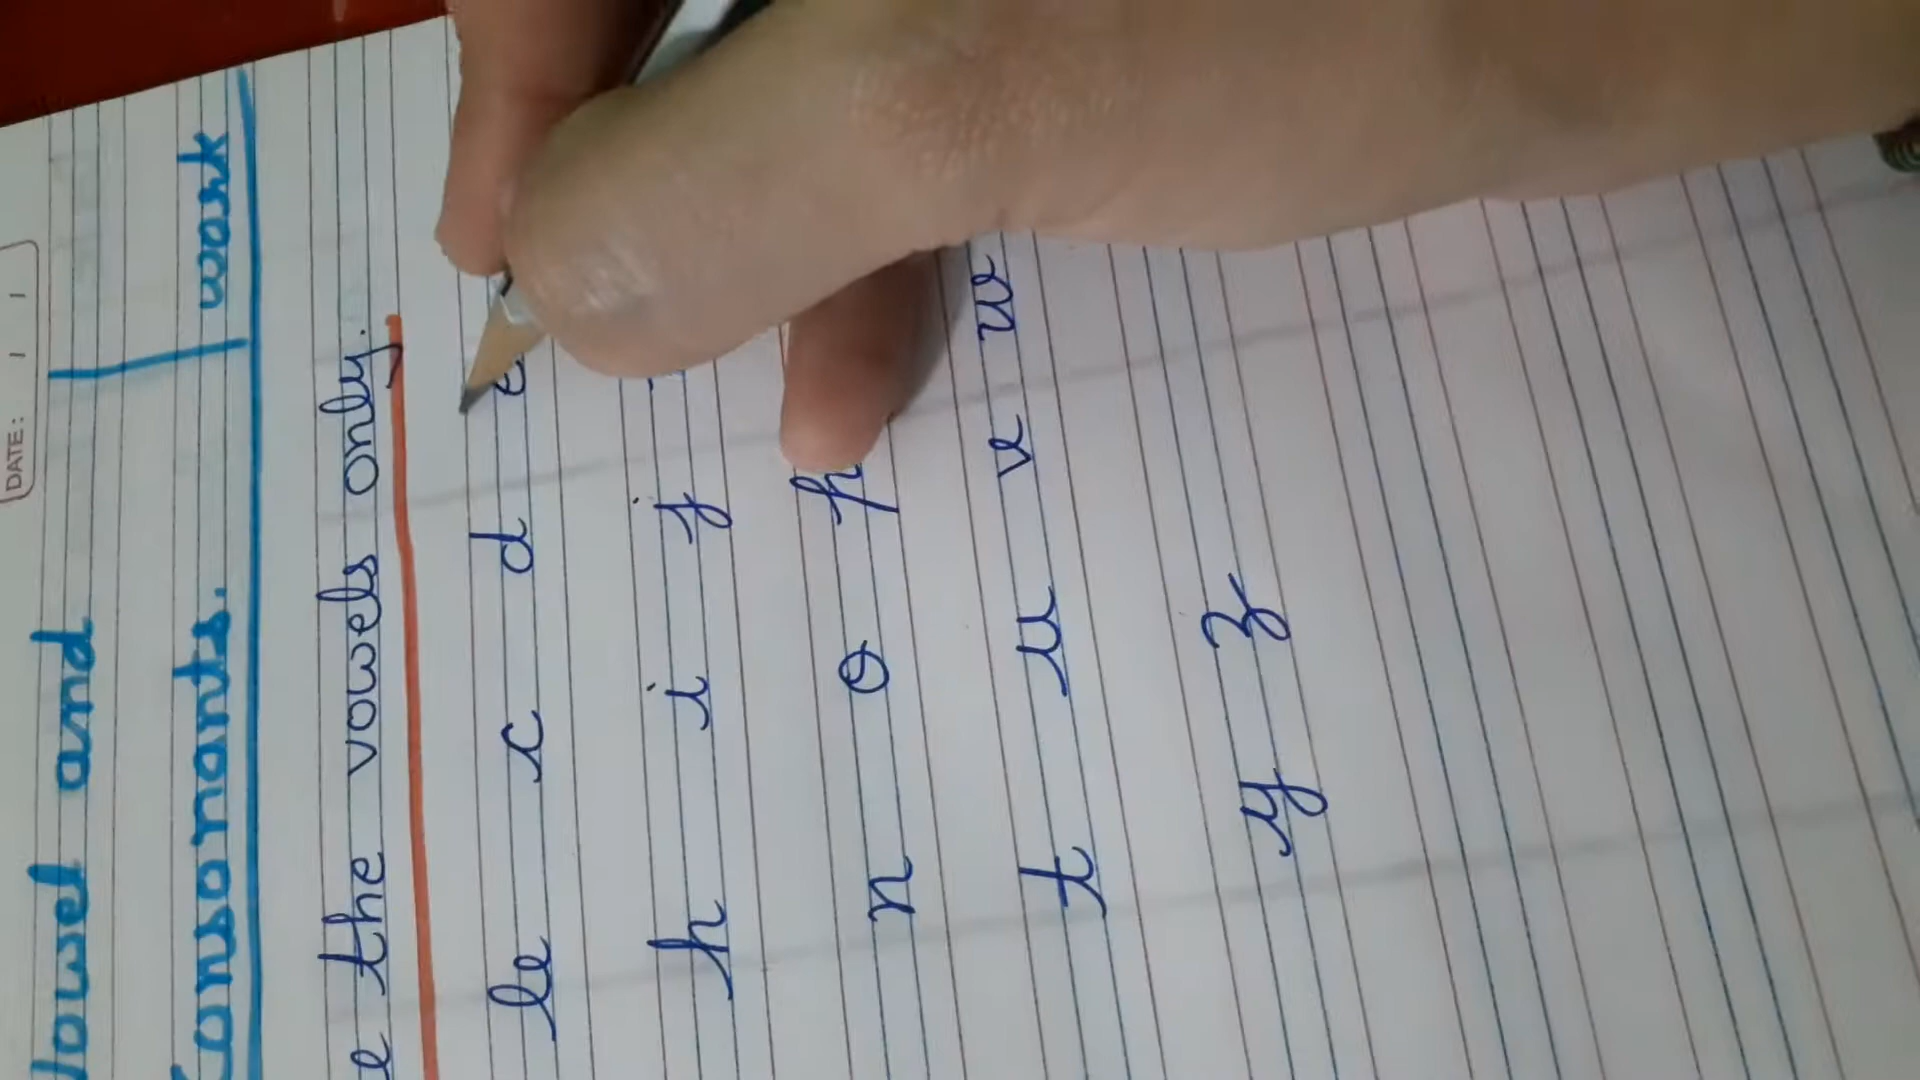 DATE: / /
Vowel and | work
Consonants.
e the vowels only.
b c d e
h i j
n o p
t u v w
y z